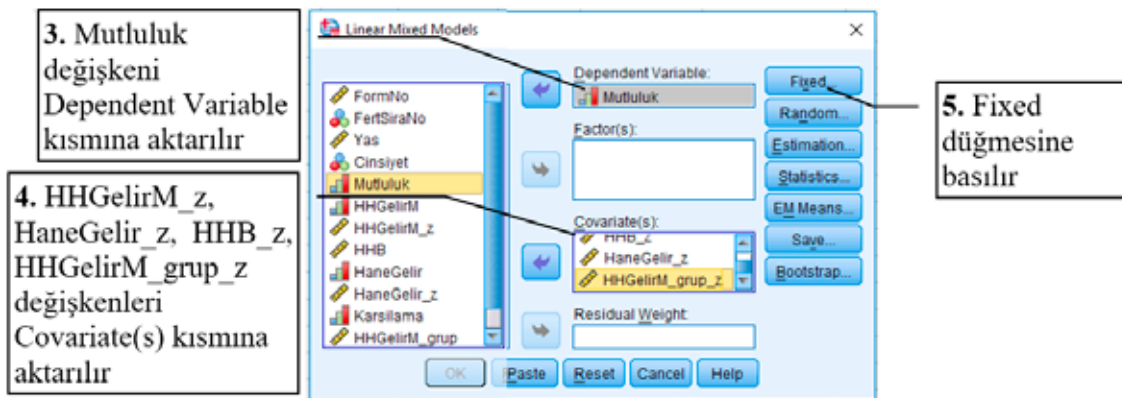 3. Mutluluk
değişkeni
Dependent Variable
kısmına aktarılır
4. HHGelirM_z,
HaneGelir_z, HHB_z,
HHGelirM_grup_z
değişkenleri
Covariate(s) kısmına
aktarılır
Linear Mixed Models
FormNo
FertSiraNo
Yas
Cinsiyet
Mutluluk
HHGelirM
HHGelirM_z
HHB
HaneGelir
HaneGelir_z
Karsilama
HHGelirM_grup
Dependent Variable:
Mutluluk
Factor(s):
Covariate(s):
HHB_z
HaneGelir_z
HHGelirM_grup_z
Residual Weight:
Fixed...
Random...
Estimation...
Statistics...
EM Means...
Save...
Bootstrap...
OK
Paste
Reset
Cancel
Help
5. Fixed
düğmesine
basılır